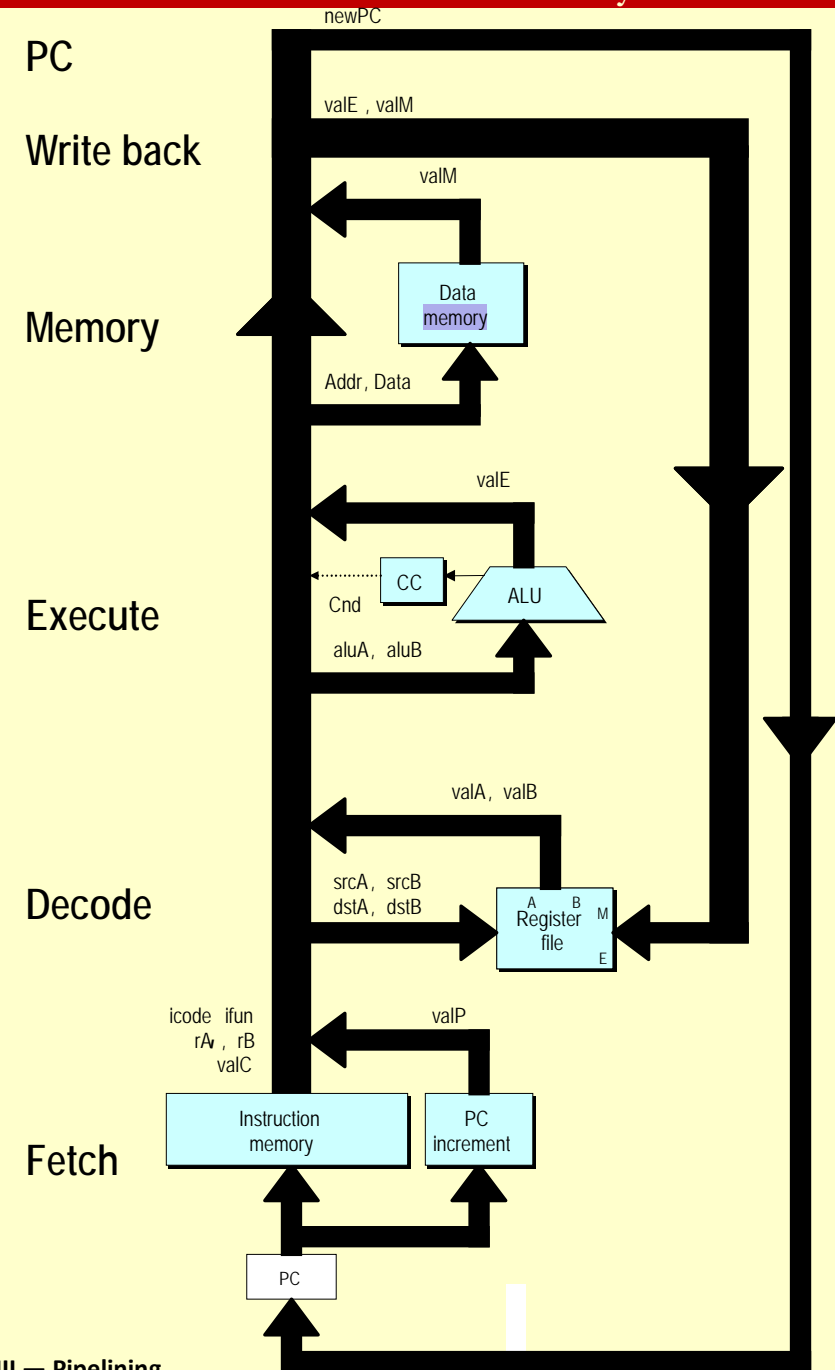 newPC
PC
valE , valM
Write back
valM
Data
memory
Memory
Addr, Data
valE
CC
ALU
Cnd
Execute
aluA, aluB
valA, valB
srcA, srcB
dstA, dstB
A B
M
Register
file
E
Decode
icode ifun
rA, rB
valC
valP
Instruction
memory
PC
increment
Fetch
PC
— Pipelining